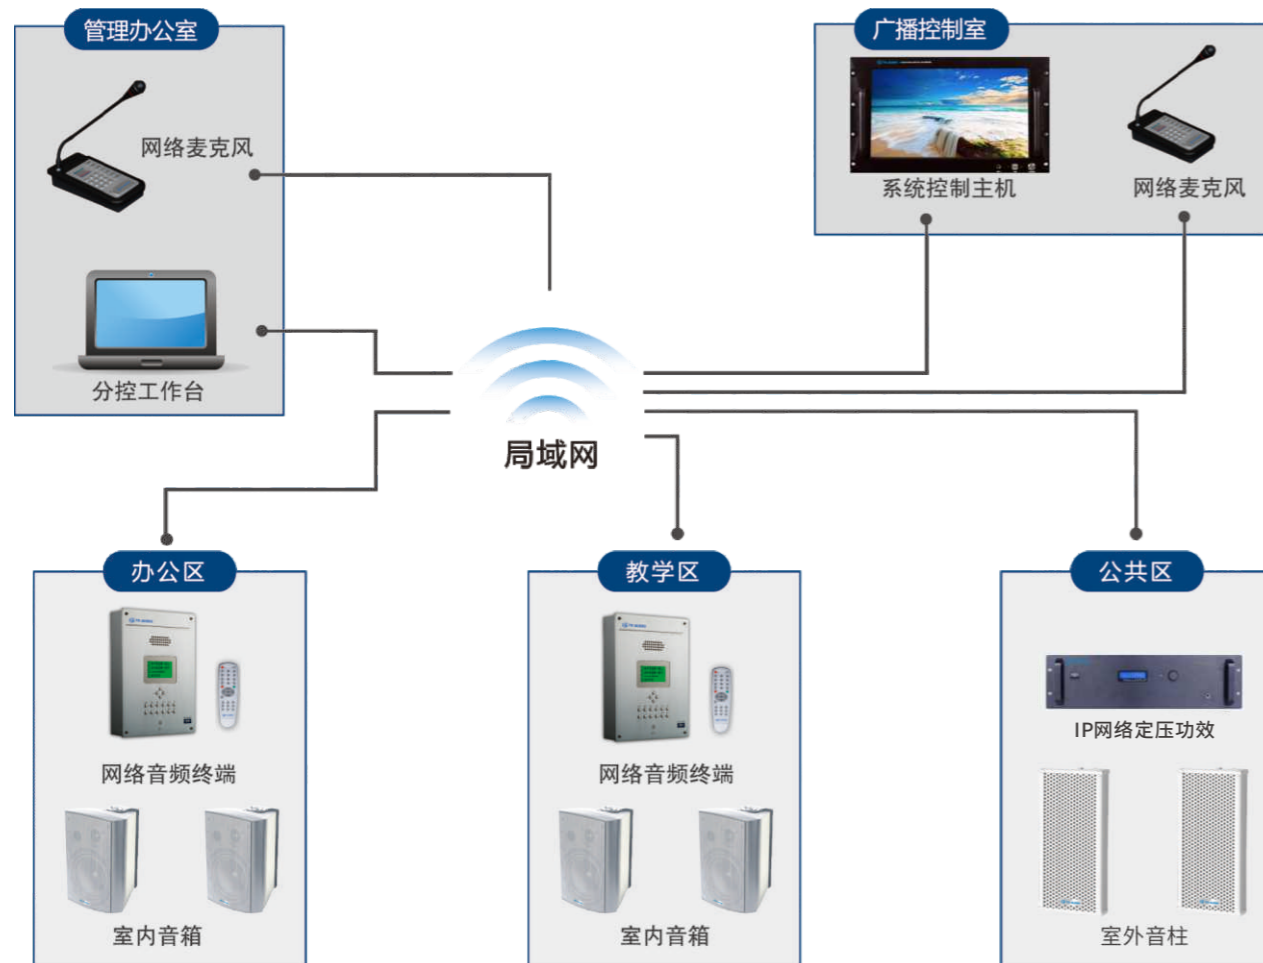 管理办公室
网络麦克风
分控工作台
广播控制室
系统控制主机
网络麦克风
局域网
办公区
网络音频终端
室内音箱
教学区
网络音频终端
室内音箱
公共区
IP网络定压功效
室外音柱